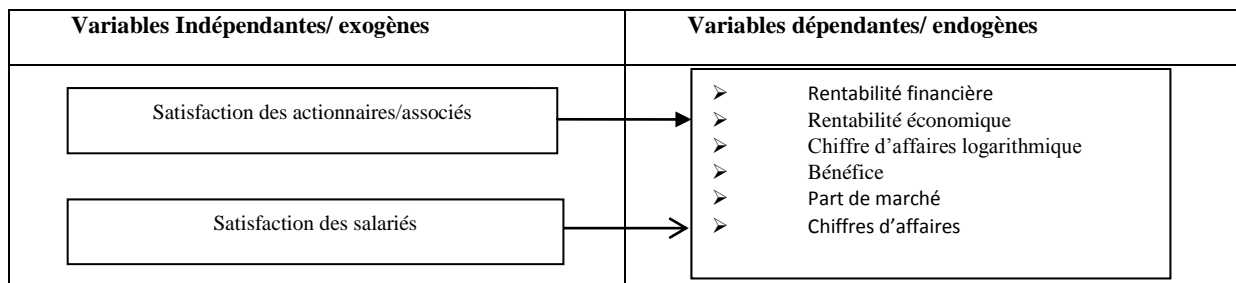 Variables Indépendantes/ exogènes
Variables dépendantes/ endogènes
Satisfaction des actionnaires/associés
Satisfaction des salariés
➢ Rentabilité financière
➢ Rentabilité économique
➢ Chiffre d’affaires logarithmique
➢ Bénéfice
➢ Part de marché
➢ Chiffres d’affaires